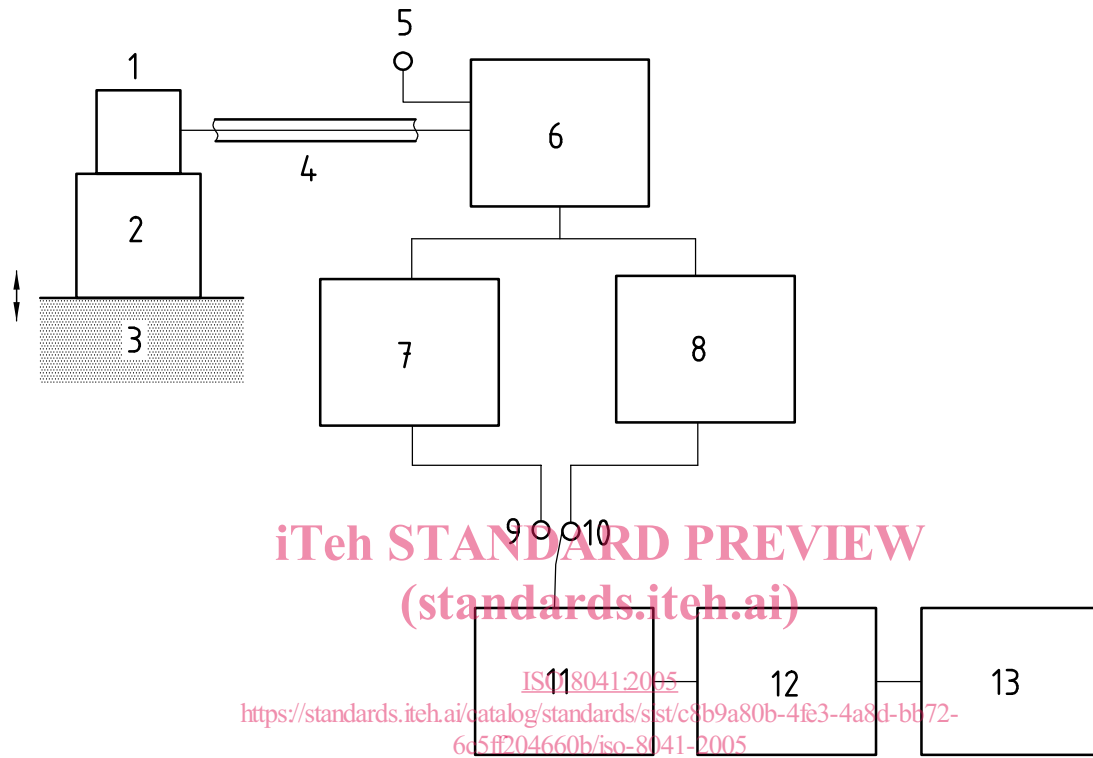 5
1
6
4
2
3
7
8
9 10
iTeh STANDARD PREVIEW
(standards.iteh.ai)
11 12 13
ISO 8041:2005
https://standards.iteh.ai/catalog/standards/sist/c8b9a80b-4fe3-4a8d-bb72-
6c5ff204660b/iso-8041-2005